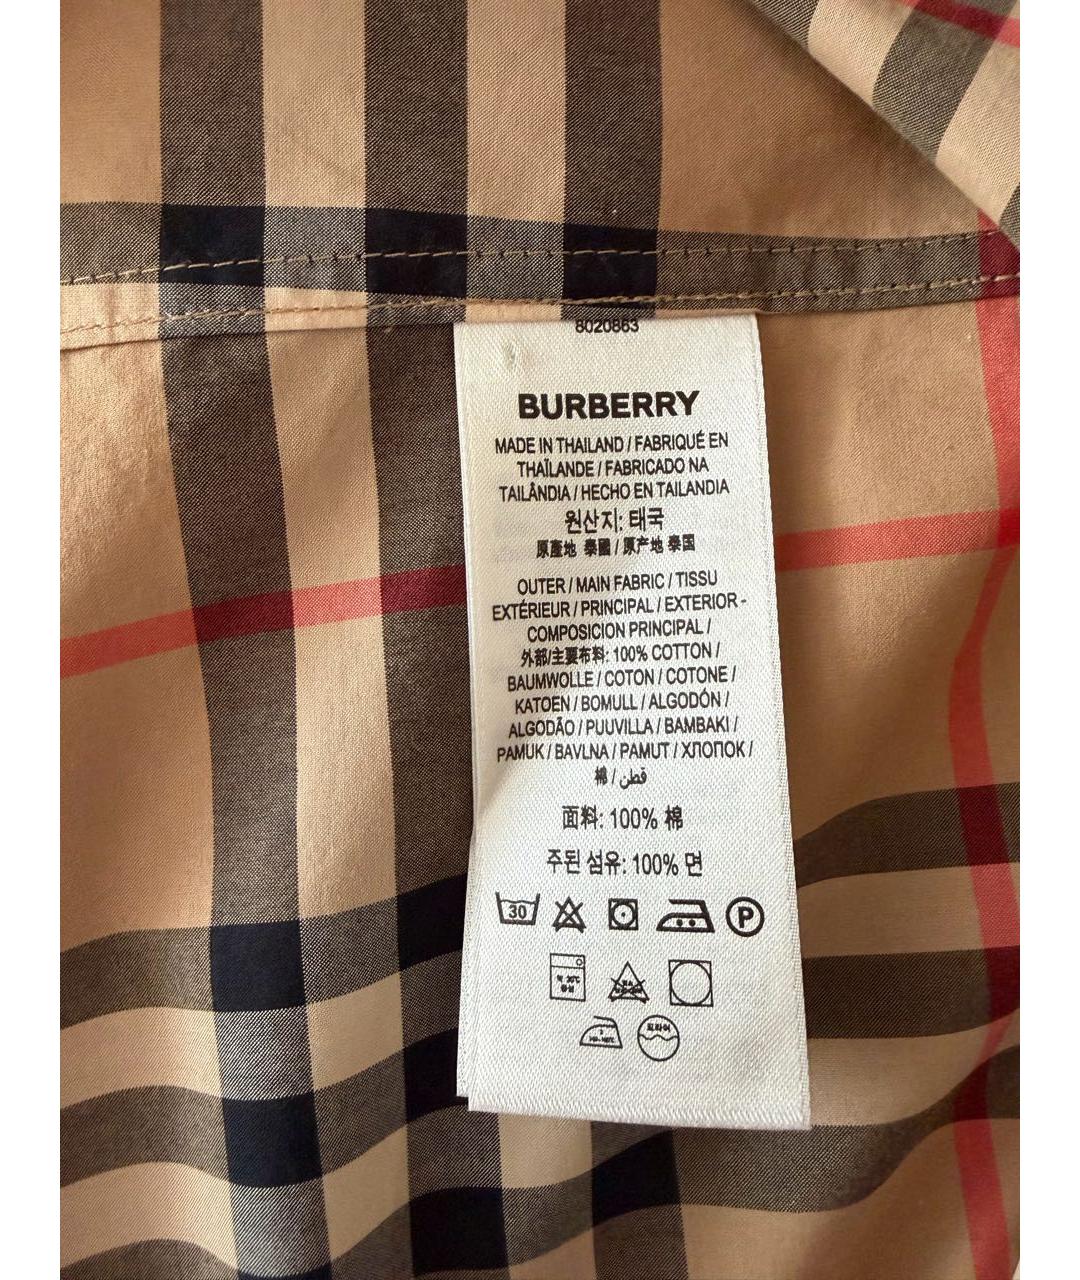 8020863
BURBERRY
MADE IN THAILAND / FABRIQUÉ EN
THAÏLANDE / FABRICADO NA
TAILÂNDIA / HECHO EN TAILANDIA
원산지: 태국
原產地 泰國 / 原产地 泰国
OUTER / MAIN FABRIC / TISSU
EXTÉRIEUR / PRINCIPAL / EXTERIOR -
COMPOSICION PRINCIPAL /
外部/主要布料: 100% COTTON /
BAUMWOLLE / COTON / COTONE /
KATOEN / BOMULL / ALGODÓN /
ALGODÃO / PUUVILLA / BAMBAKI /
PAMUK / BAVLNA / PAMUT / ХЛОПОК /
棉 / قطن
面料: 100% 棉
주된 섬유: 100% 면
30 P
드라이